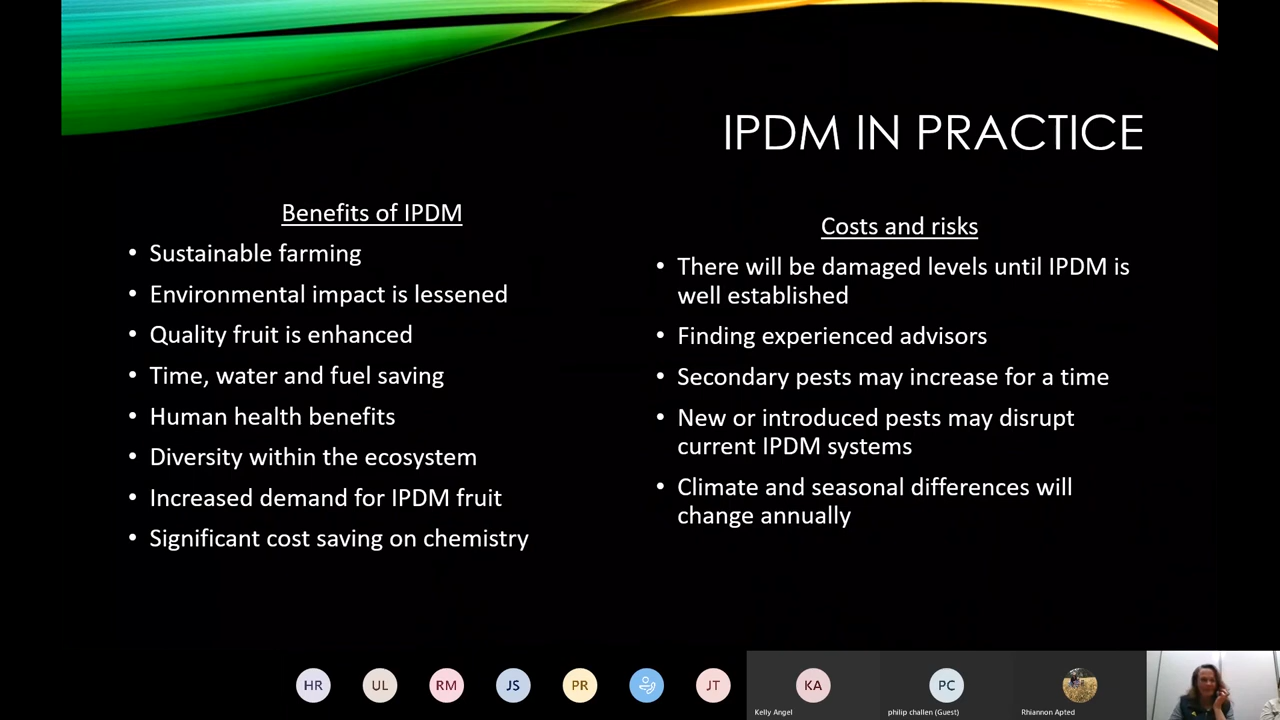 IPDM IN PRACTICE
Benefits of IPDM
• Sustainable farming
• Environmental impact is lessened
• Quality fruit is enhanced
• Time, water and fuel saving
• Human health benefits
• Diversity within the ecosystem
• Increased demand for IPDM fruit
• Significant cost saving on chemistry
Costs and risks
• There will be damaged levels until IPDM is
well established
• Finding experienced advisors
• Secondary pests may increase for a time
• New or introduced pests may disrupt
current IPDM systems
• Climate and seasonal differences will
change annually
HR
UL
RM
JS
PR
JT
KA
PC
Kelly Angel
philip challen (Guest)
Rhiannon Apted